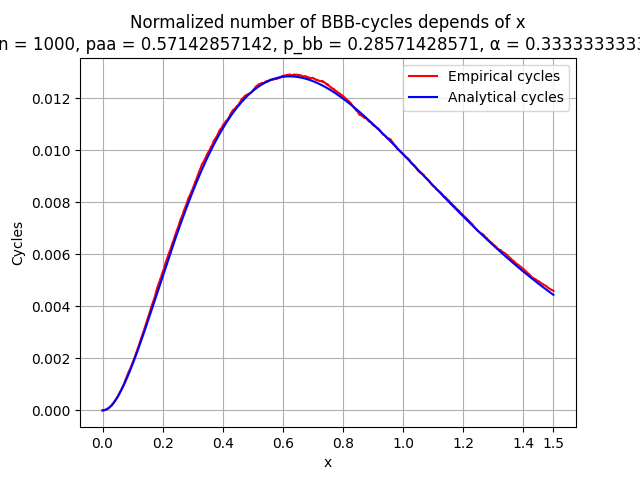 Normalized number of BBB-cycles depends of x
n = 1000, paa = 0.57142857142, p_bb = 0.28571428571, α = 0.3333333333
Empirical cycles
Analytical cycles
0.012
0.010
0.008
0.006
0.004
0.002
0.000
Cycles
0.0 0.2 0.4 0.6 0.8 1.0 1.2 1.4 1.5
x